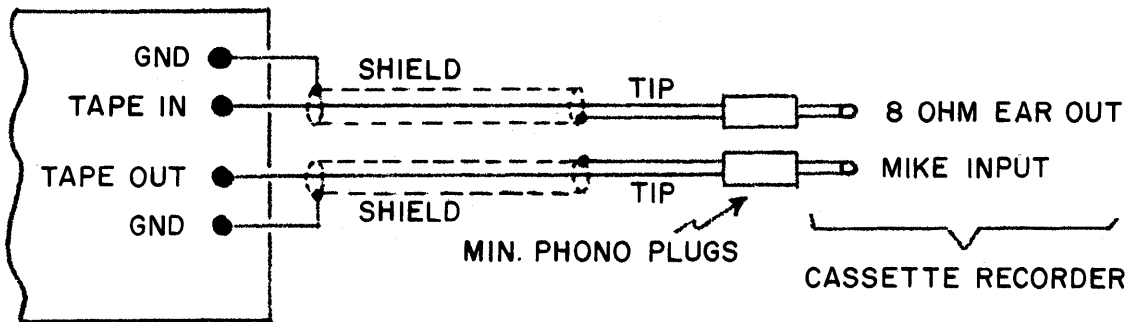 GND
SHIELD
TAPE IN
TIP
8 OHM EAR OUT
TAPE OUT
MIKE INPUT
TIP
GND
SHIELD
MIN. PHONO PLUGS
CASSETTE RECORDER